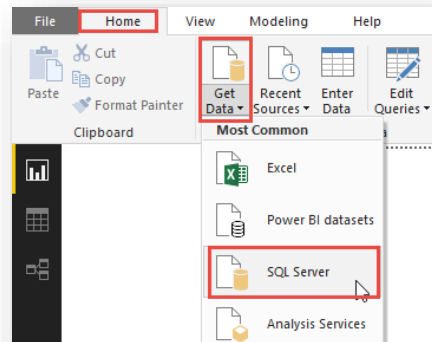 File Home View Modeling Help
Cut
Copy
Format Painter
Paste
Clipboard
Get Data
Recent Sources
Enter Data
Edit Queries
Most Common
Excel
Power BI datasets
SQL Server
Analysis Services